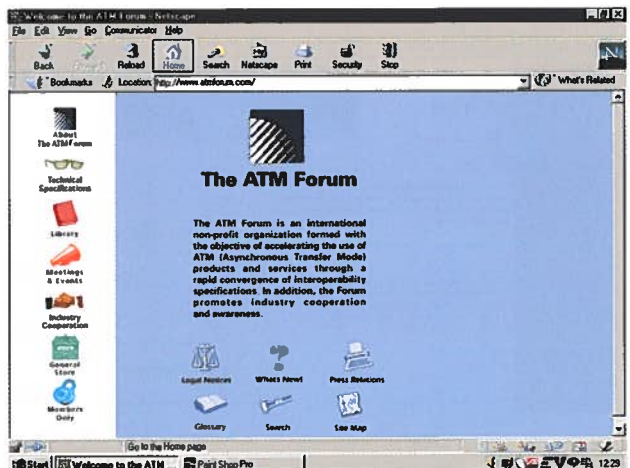 Welcome to the ATM Forum - Netscape
File Edit View Go Communicator Help
Back Reload Home Search Netscape Print Security Stop
Bookmarks Location: http://www.atmforum.com/ What's Related
About
The ATM Forum
Technical
Specifications
Library
Meetings
& Events
Industry
Cooperation
General
Store
Members
Only
The ATM Forum
The ATM Forum is an international
non-profit organization formed with
the objective of accelerating the use of
ATM (Asynchronous Transfer Mode)
products and services through a
rapid convergence of interoperability
specifications. In addition, the Forum
promotes industry cooperation
and awareness.
Legal Notices What's New! Press Relations
Glossary Search Site Map
Go to the Home page
Start Welcome to the ATM Paint Shop Pro 12:29